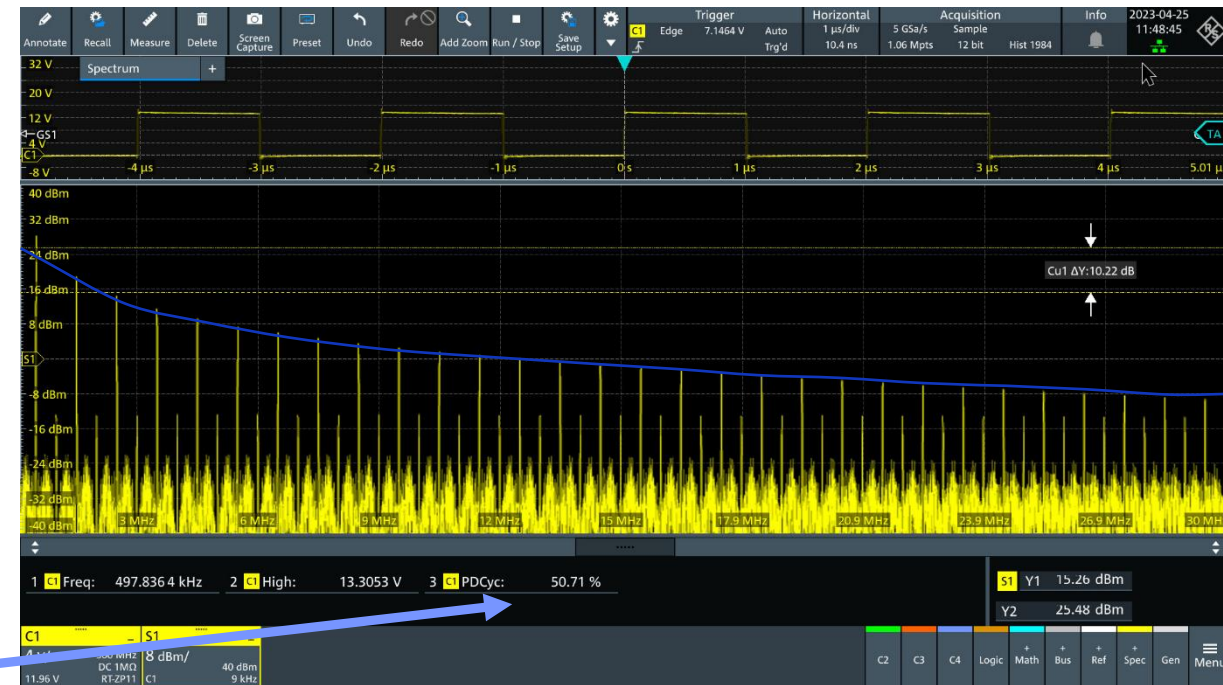 Annotate Recall Measure Delete Screen Capture Preset Undo Redo Add Zoom Run / Stop Save Setup
C1 Edge Trigger 7.1464 V Auto Trg'd
Horizontal 1 µs/div 10.4 ns
Acquisition 5 GSa/s Sample 1.06 Mpts 12 bit Hist 1984
Info
2023-04-25 11:48:45
R&S
Spectrum +
32 V
20 V
12 V
GS1
4 V
C1
-8 V
TA
-4 µs -3 µs -2 µs -1 µs 0 s 1 µs 2 µs 3 µs 4 µs 5.01 µ
40 dBm
32 dBm
24 dBm
16 dBm
8 dBm
S1
-8 dBm
-16 dBm
-24 dBm
-32 dBm
-40 dBm
Cu1 ΔY:10.22 dB
3 MHz 6 MHz 9 MHz 12 MHz 15 MHz 17.9 MHz 20.9 MHz 23.9 MHz 26.9 MHz 30 MH
1 C1 Freq: 497.836 4 kHz 2 C1 High: 13.3053 V 3 C1 PDCyc: 50.71 %
S1 Y1 15.26 dBm
Y2 25.48 dBm
C1 S1
8 dBm/
DC 1MΩ 40 dBm
11.96 V RT-ZP11 C1 9 kHz
C2 C3 C4 Logic + Math + Bus + Ref + Spec Gen Menu